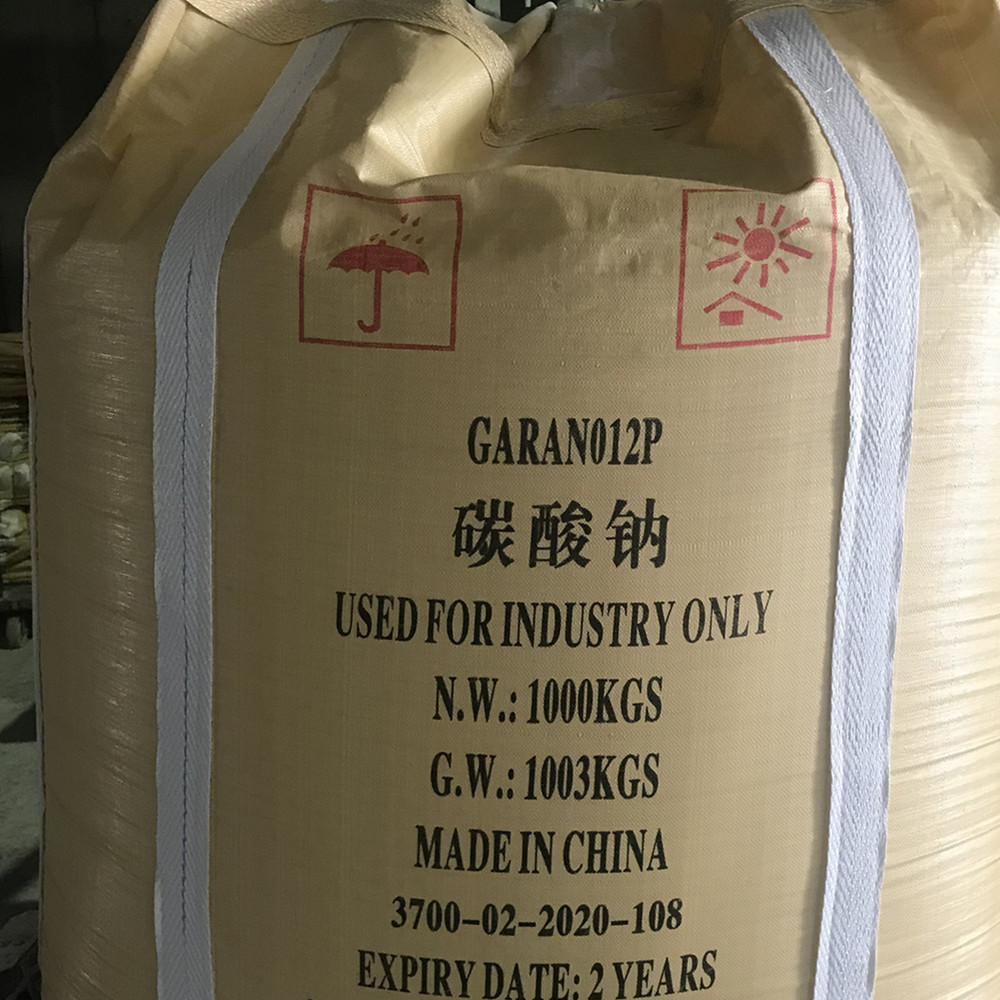 GARAN012P
碳酸钠
USED FOR INDUSTRY ONLY
N.W.: 1000KGS
G.W.: 1003KGS
MADE IN CHINA
3700-02-2020-108
EXPIRY DATE: 2 YEARS